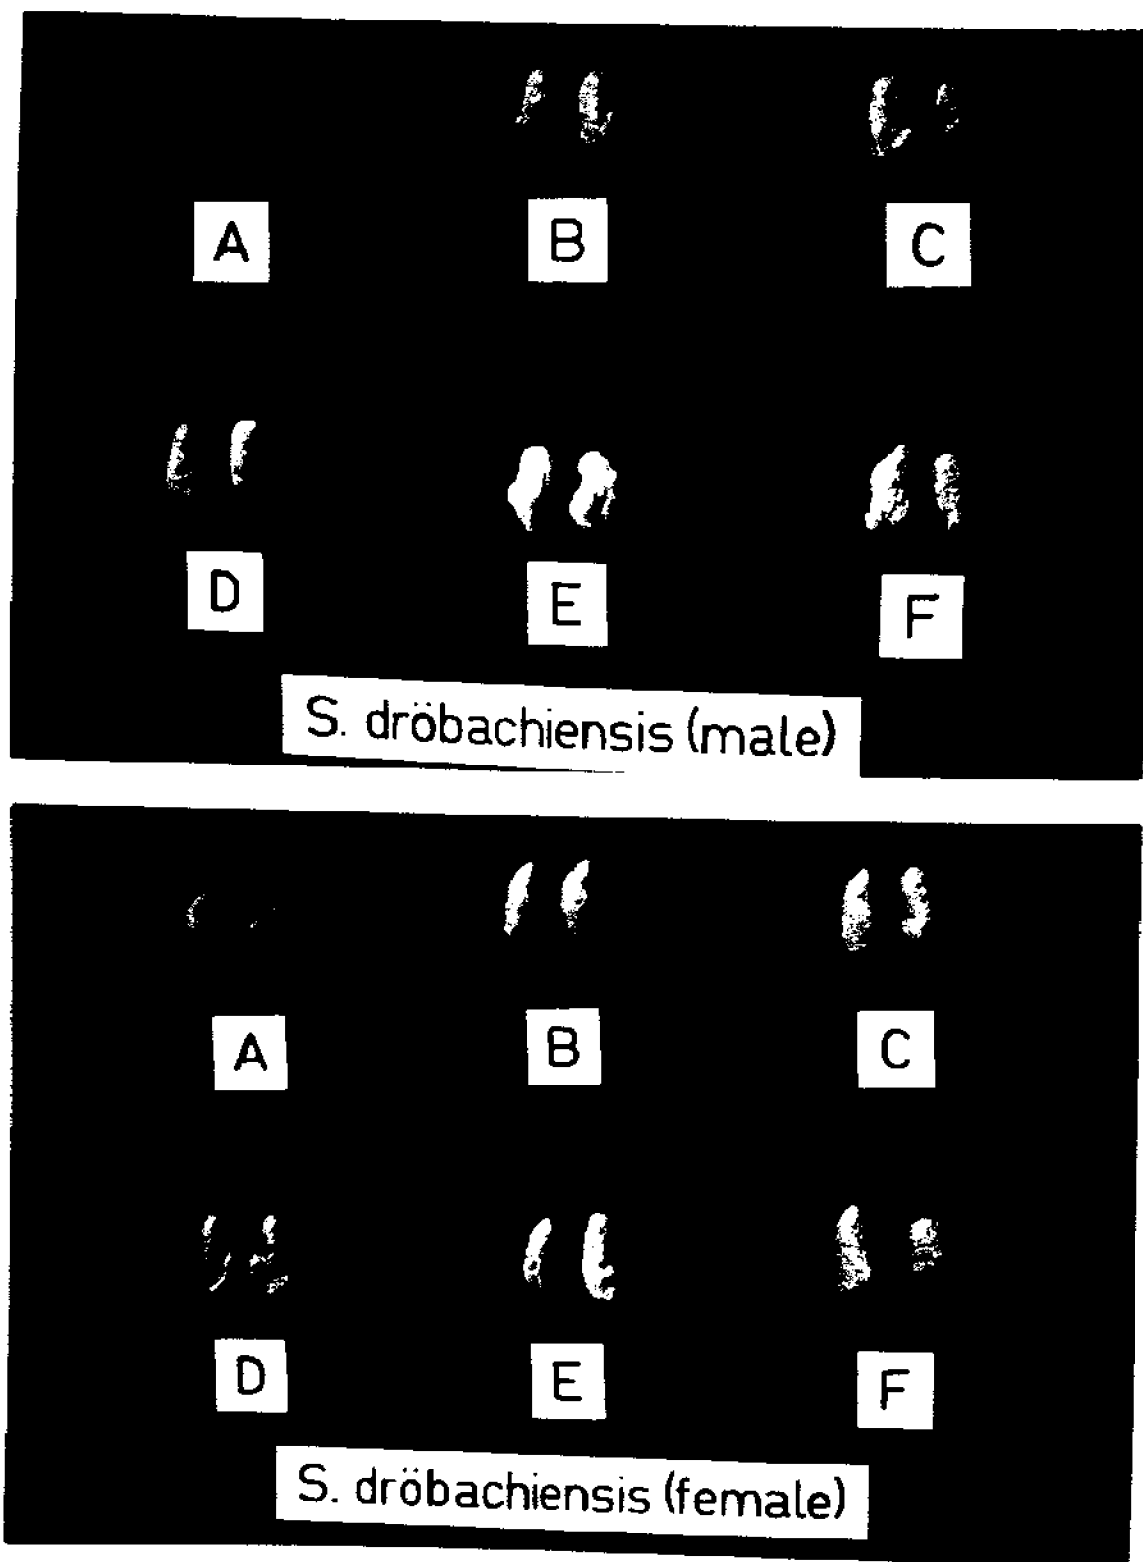 A B C
D E F
S. dröbachiensis (male)
A B C
D E F
S. dröbachiensis (female)